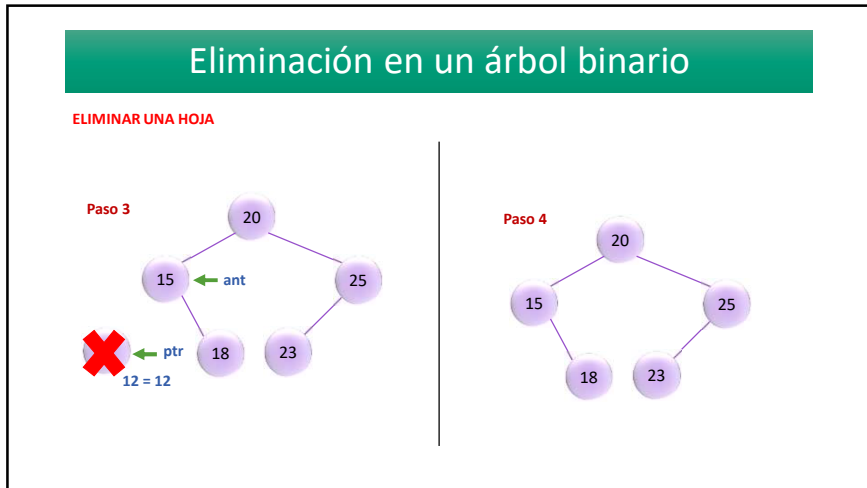 Eliminación en un árbol binario
ELIMINAR UNA HOJA
Paso 3
20
15
ant
25
ptr
18
23
12 = 12
Paso 4
20
15
25
18
23